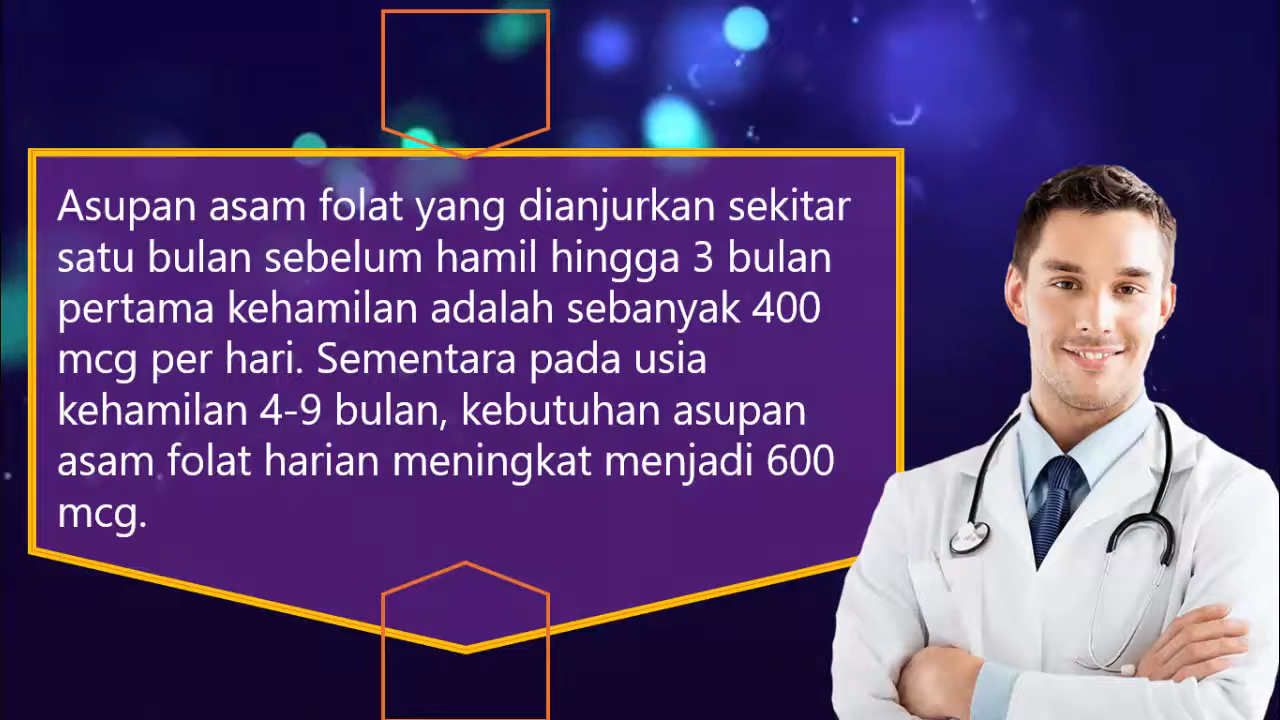 Asupan asam folat yang dianjurkan sekitar
satu bulan sebelum hamil hingga 3 bulan
pertama kehamilan adalah sebanyak 400
mcg per hari. Sementara pada usia
kehamilan 4-9 bulan, kebutuhan asupan
asam folat harian meningkat menjadi 600
mcg.